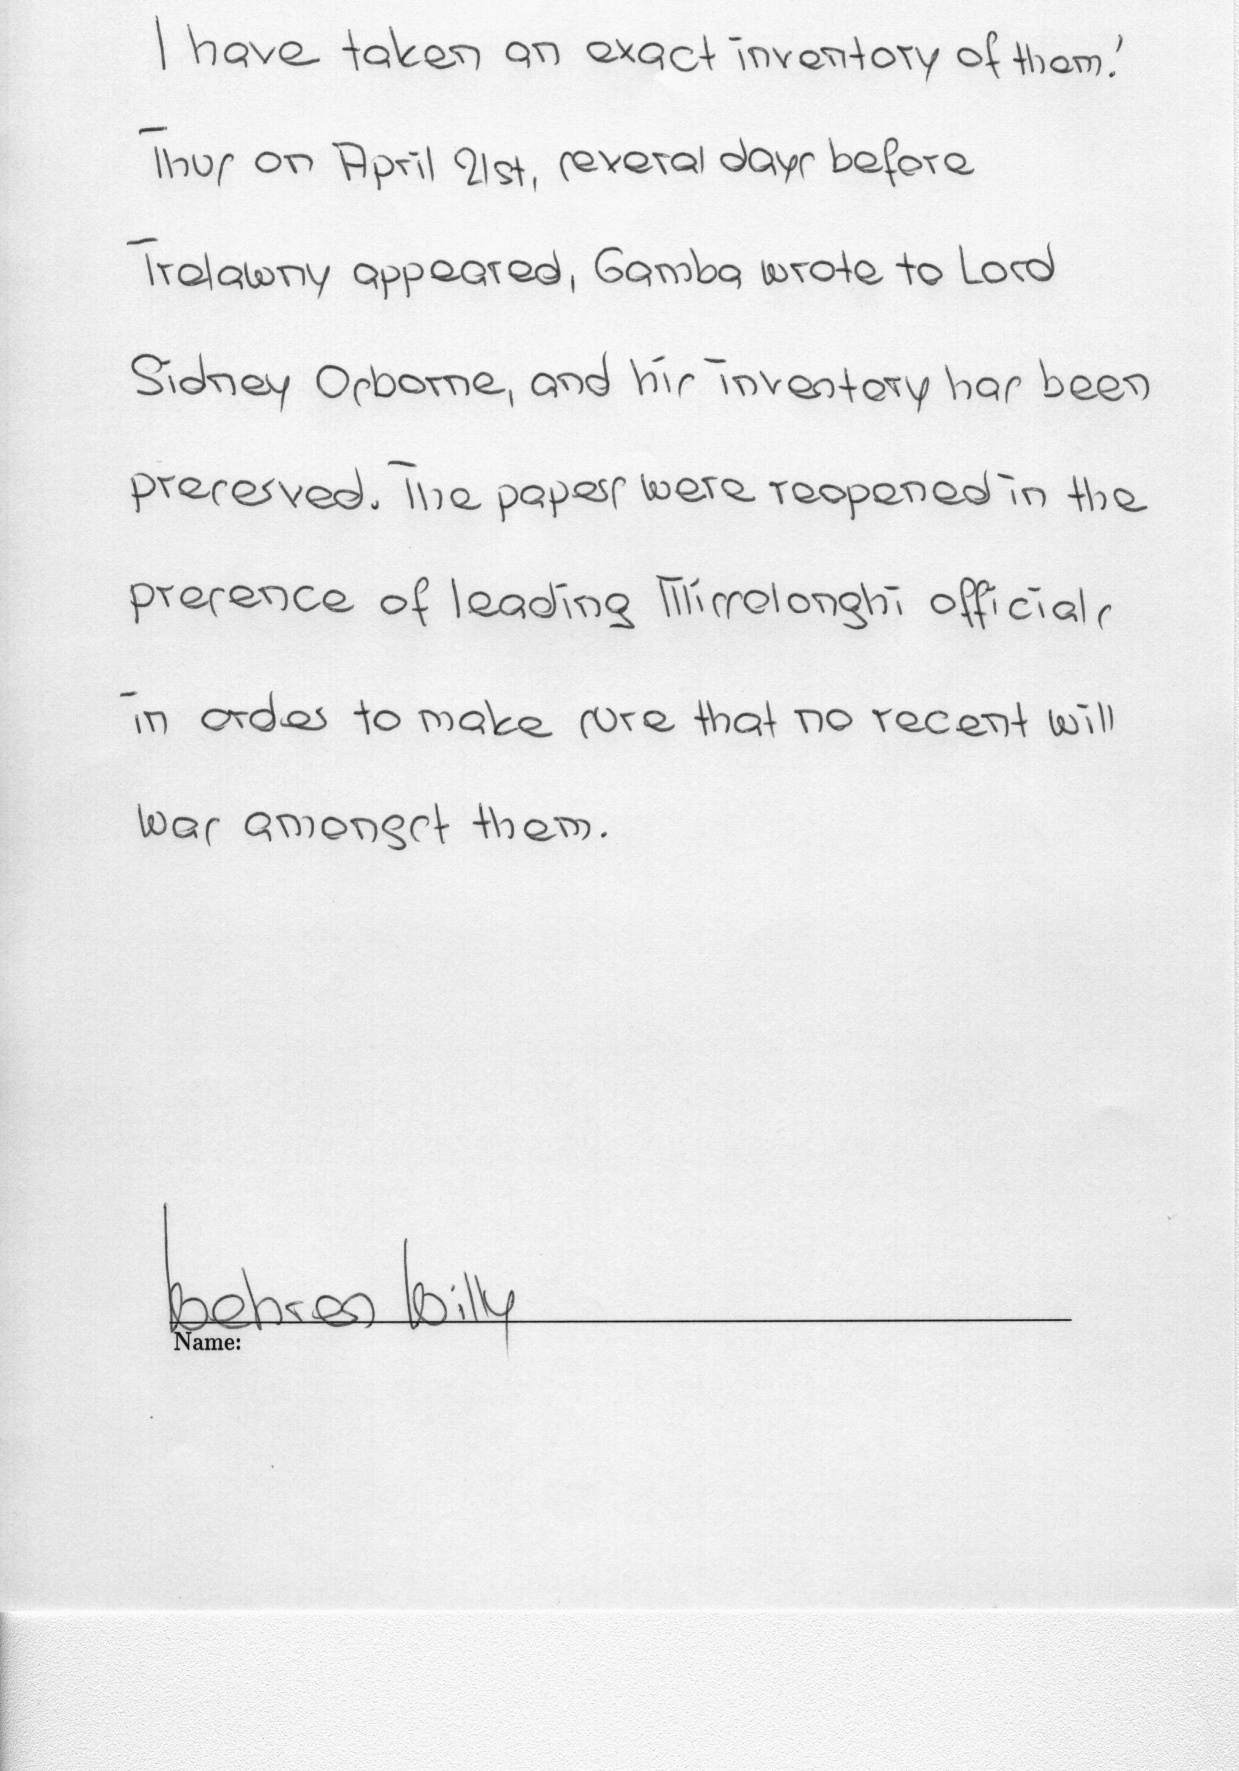 I have taken an exact inventory of them.'
Thus on April 21st, several days before
Trelawny appeared, Gamba wrote to Lord
Sidney Osborne, and his inventory has been
preserved. The papers were reopened in the
presence of leading Missolonghi officials
in order to make sure that no recent will
was amongst them.
Name: